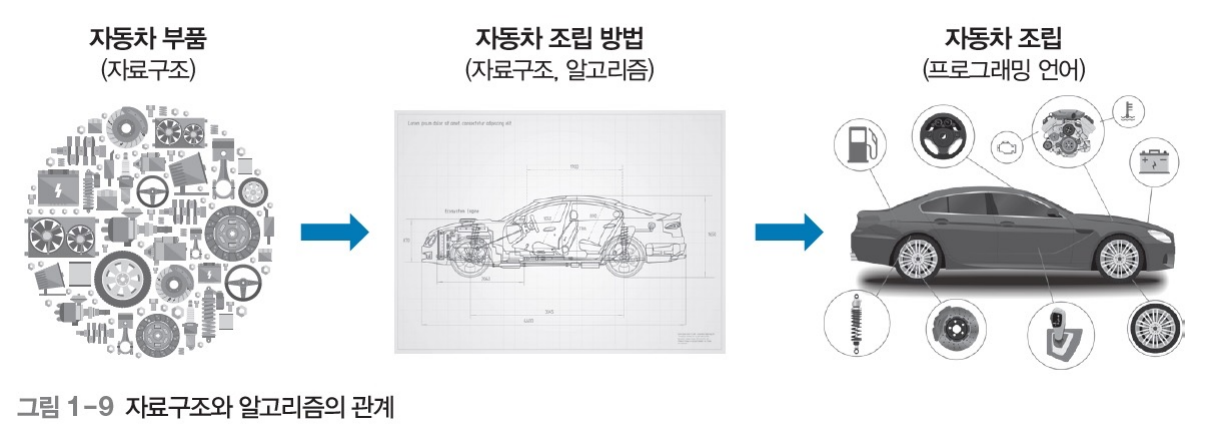 자동차 부품
(자료구조)
자동차 조립 방법
(자료구조, 알고리즘)
자동차 조립
(프로그래밍 언어)
그림 1-9 자료구조와 알고리즘의 관계